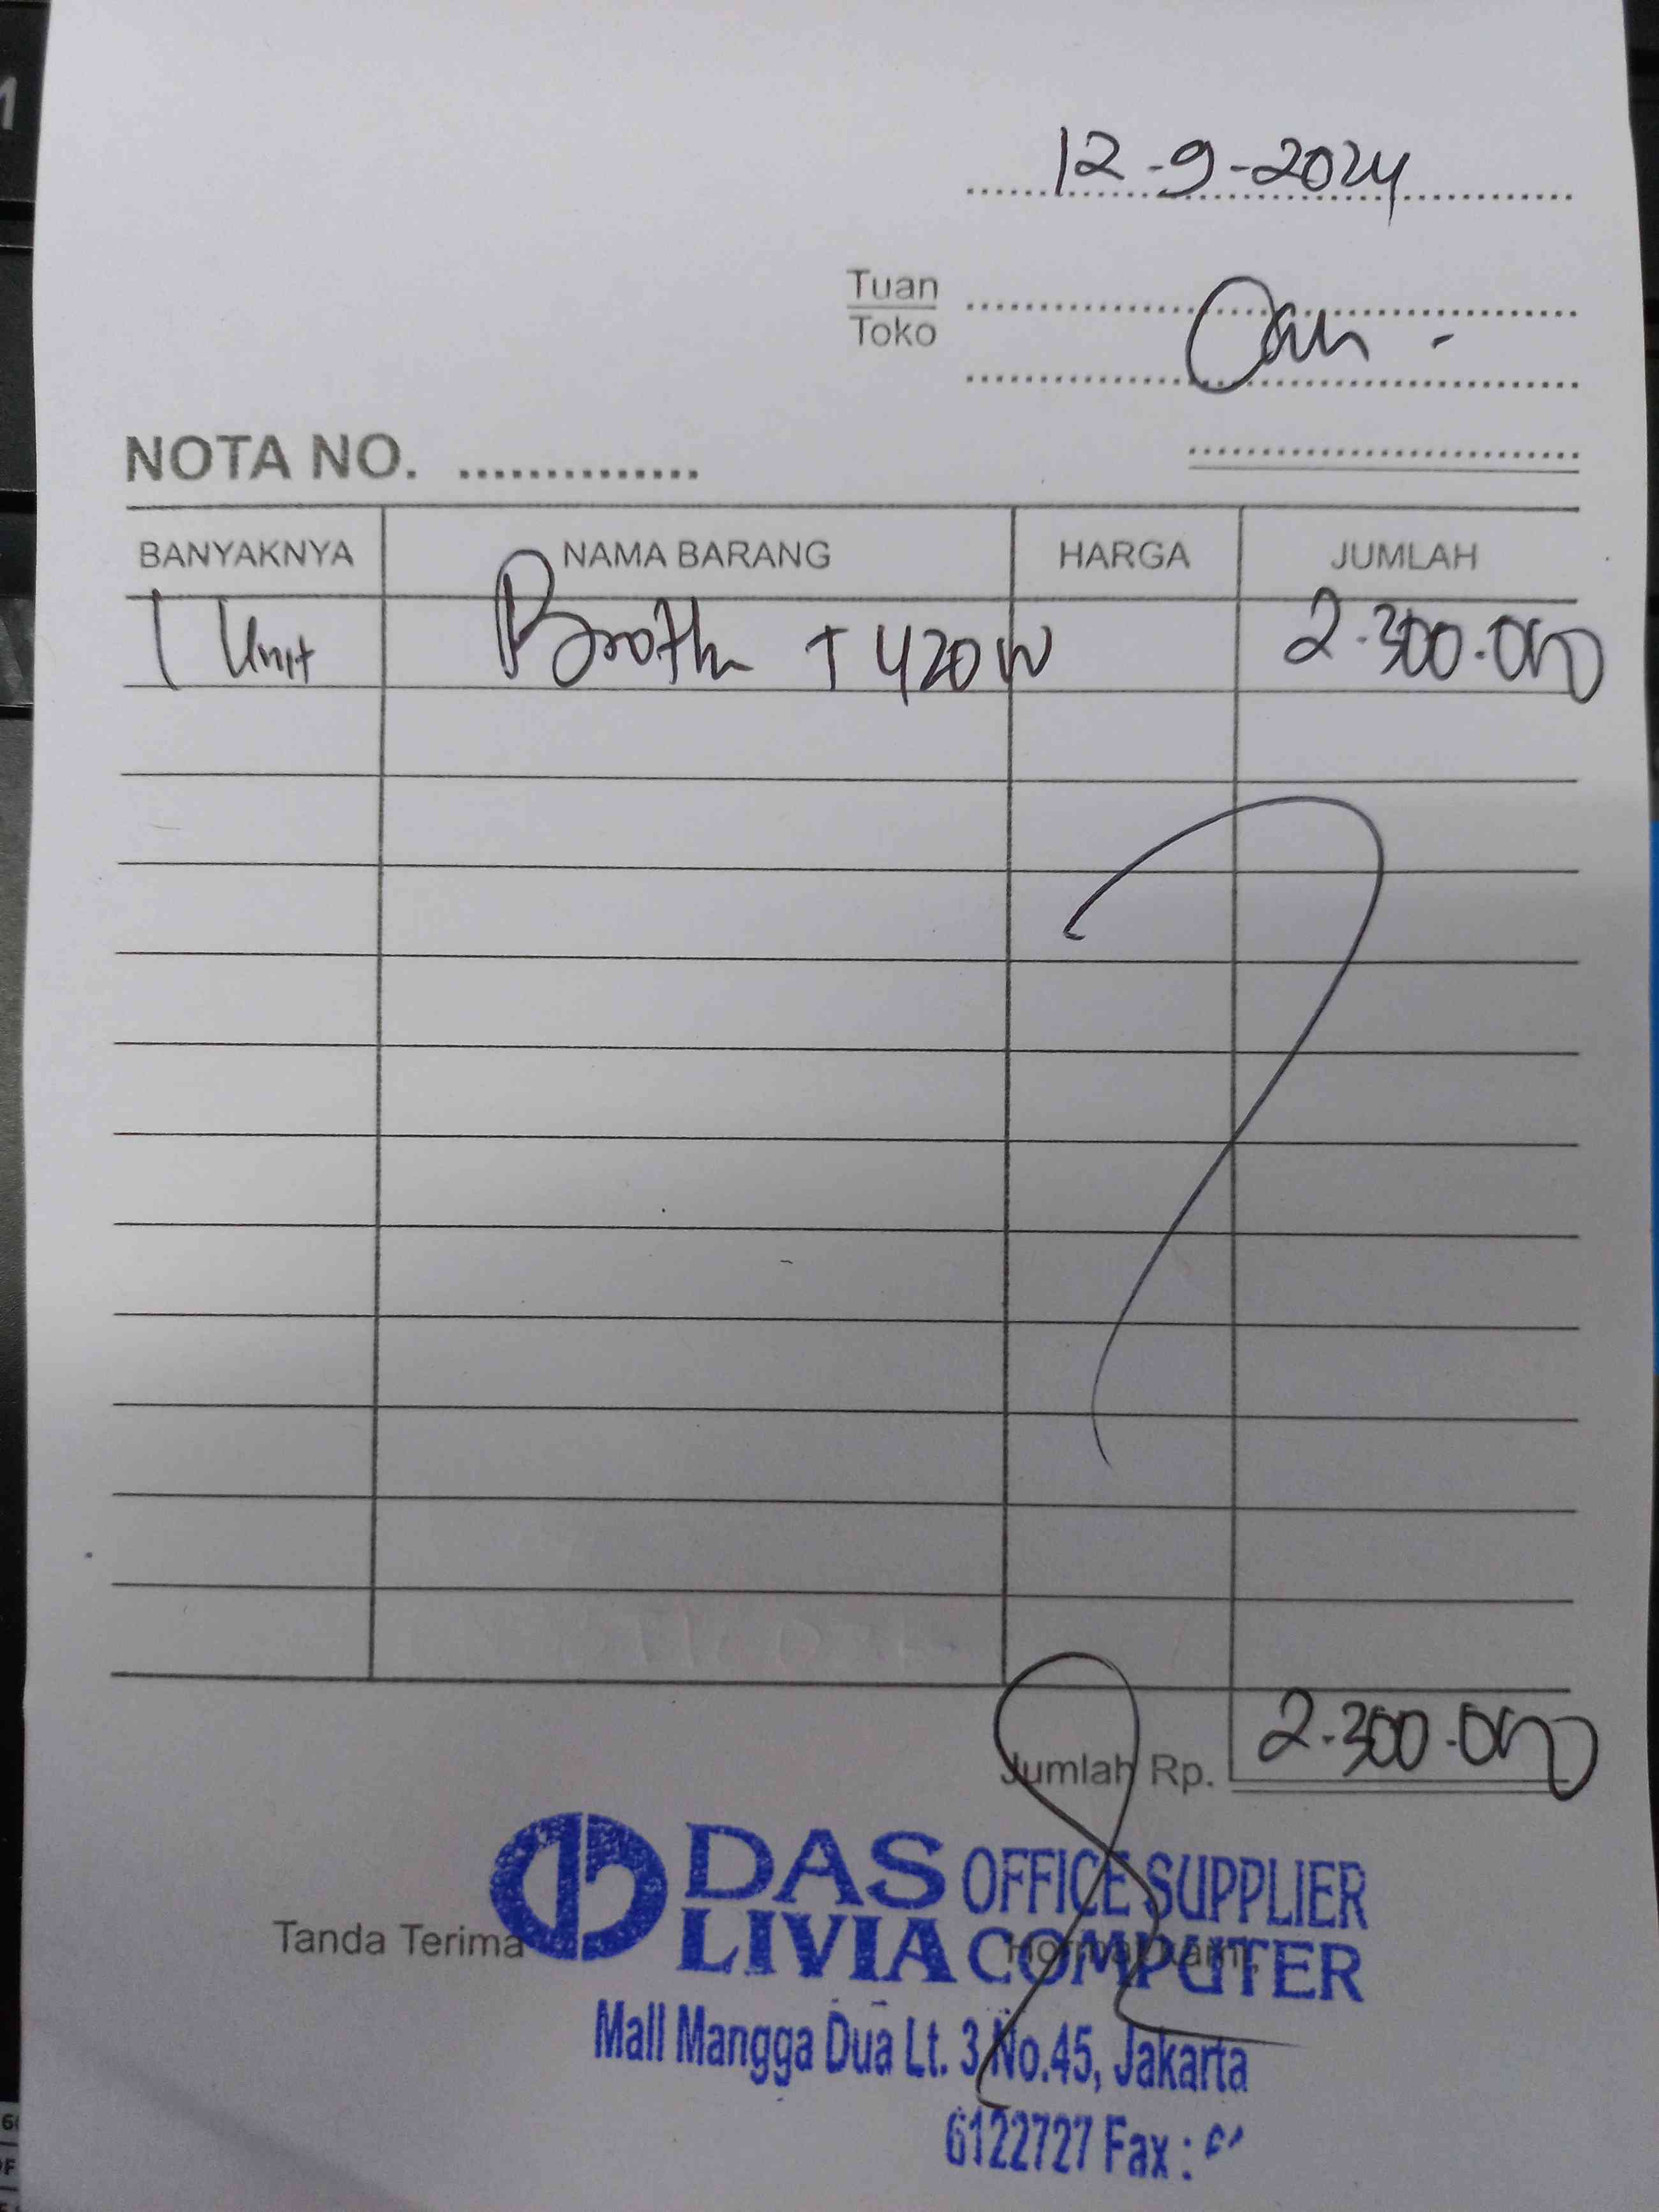 12-9-2024
Tuan
Toko
NOTA NO. ..............
BANYAKNYA NAMA BARANG HARGA JUMLAH
1 Unit Brother T420W 2.300.000
Jumlah Rp. 2.300.000
DAS OFFICE SUPPLIER
LIVIA COMPUTER
Tanda Terima Hormat kami,
Mall Mangga Dua Lt. 3 No.45, Jakarta
6122727 Fax :